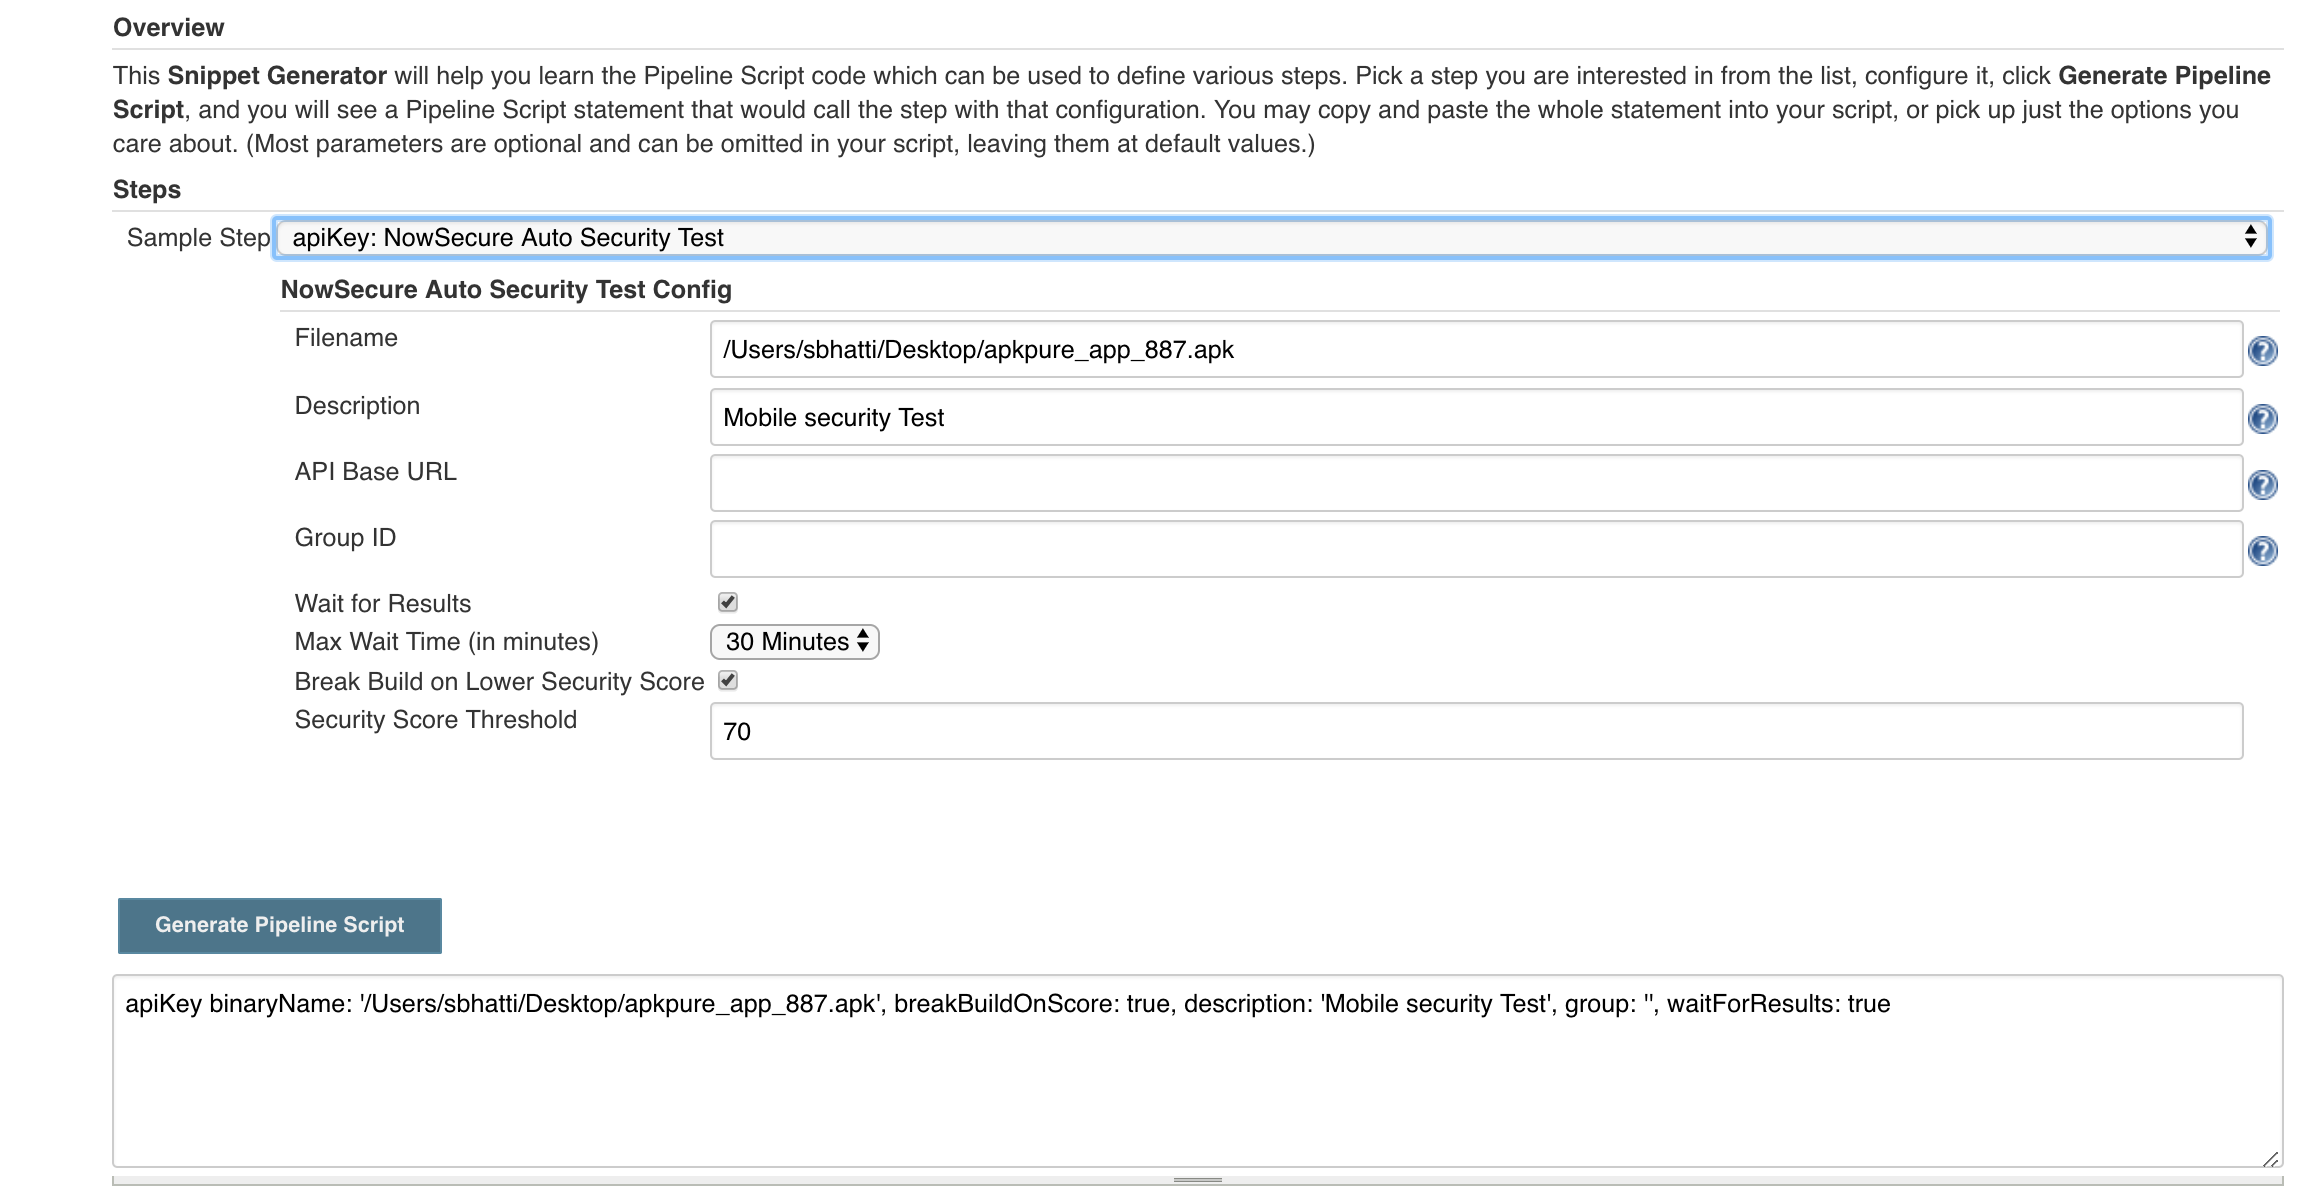 Overview
This Snippet Generator will help you learn the Pipeline Script code which can be used to define various steps. Pick a step you are interested in from the list, configure it, click Generate Pipeline
Script, and you will see a Pipeline Script statement that would call the step with that configuration. You may copy and paste the whole statement into your script, or pick up just the options you
care about. (Most parameters are optional and can be omitted in your script, leaving them at default values.)
Steps
Sample Step apiKey: NowSecure Auto Security Test
NowSecure Auto Security Test Config
Filename /Users/sbhatti/Desktop/apkpure_app_887.apk ?
Description Mobile security Test ?
API Base URL ?
Group ID ?
Wait for Results
Max Wait Time (in minutes) 30 Minutes
Break Build on Lower Security Score
Security Score Threshold 70
Generate Pipeline Script
apiKey binaryName: '/Users/sbhatti/Desktop/apkpure_app_887.apk', breakBuildOnScore: true, description: 'Mobile security Test', group: '', waitForResults: true